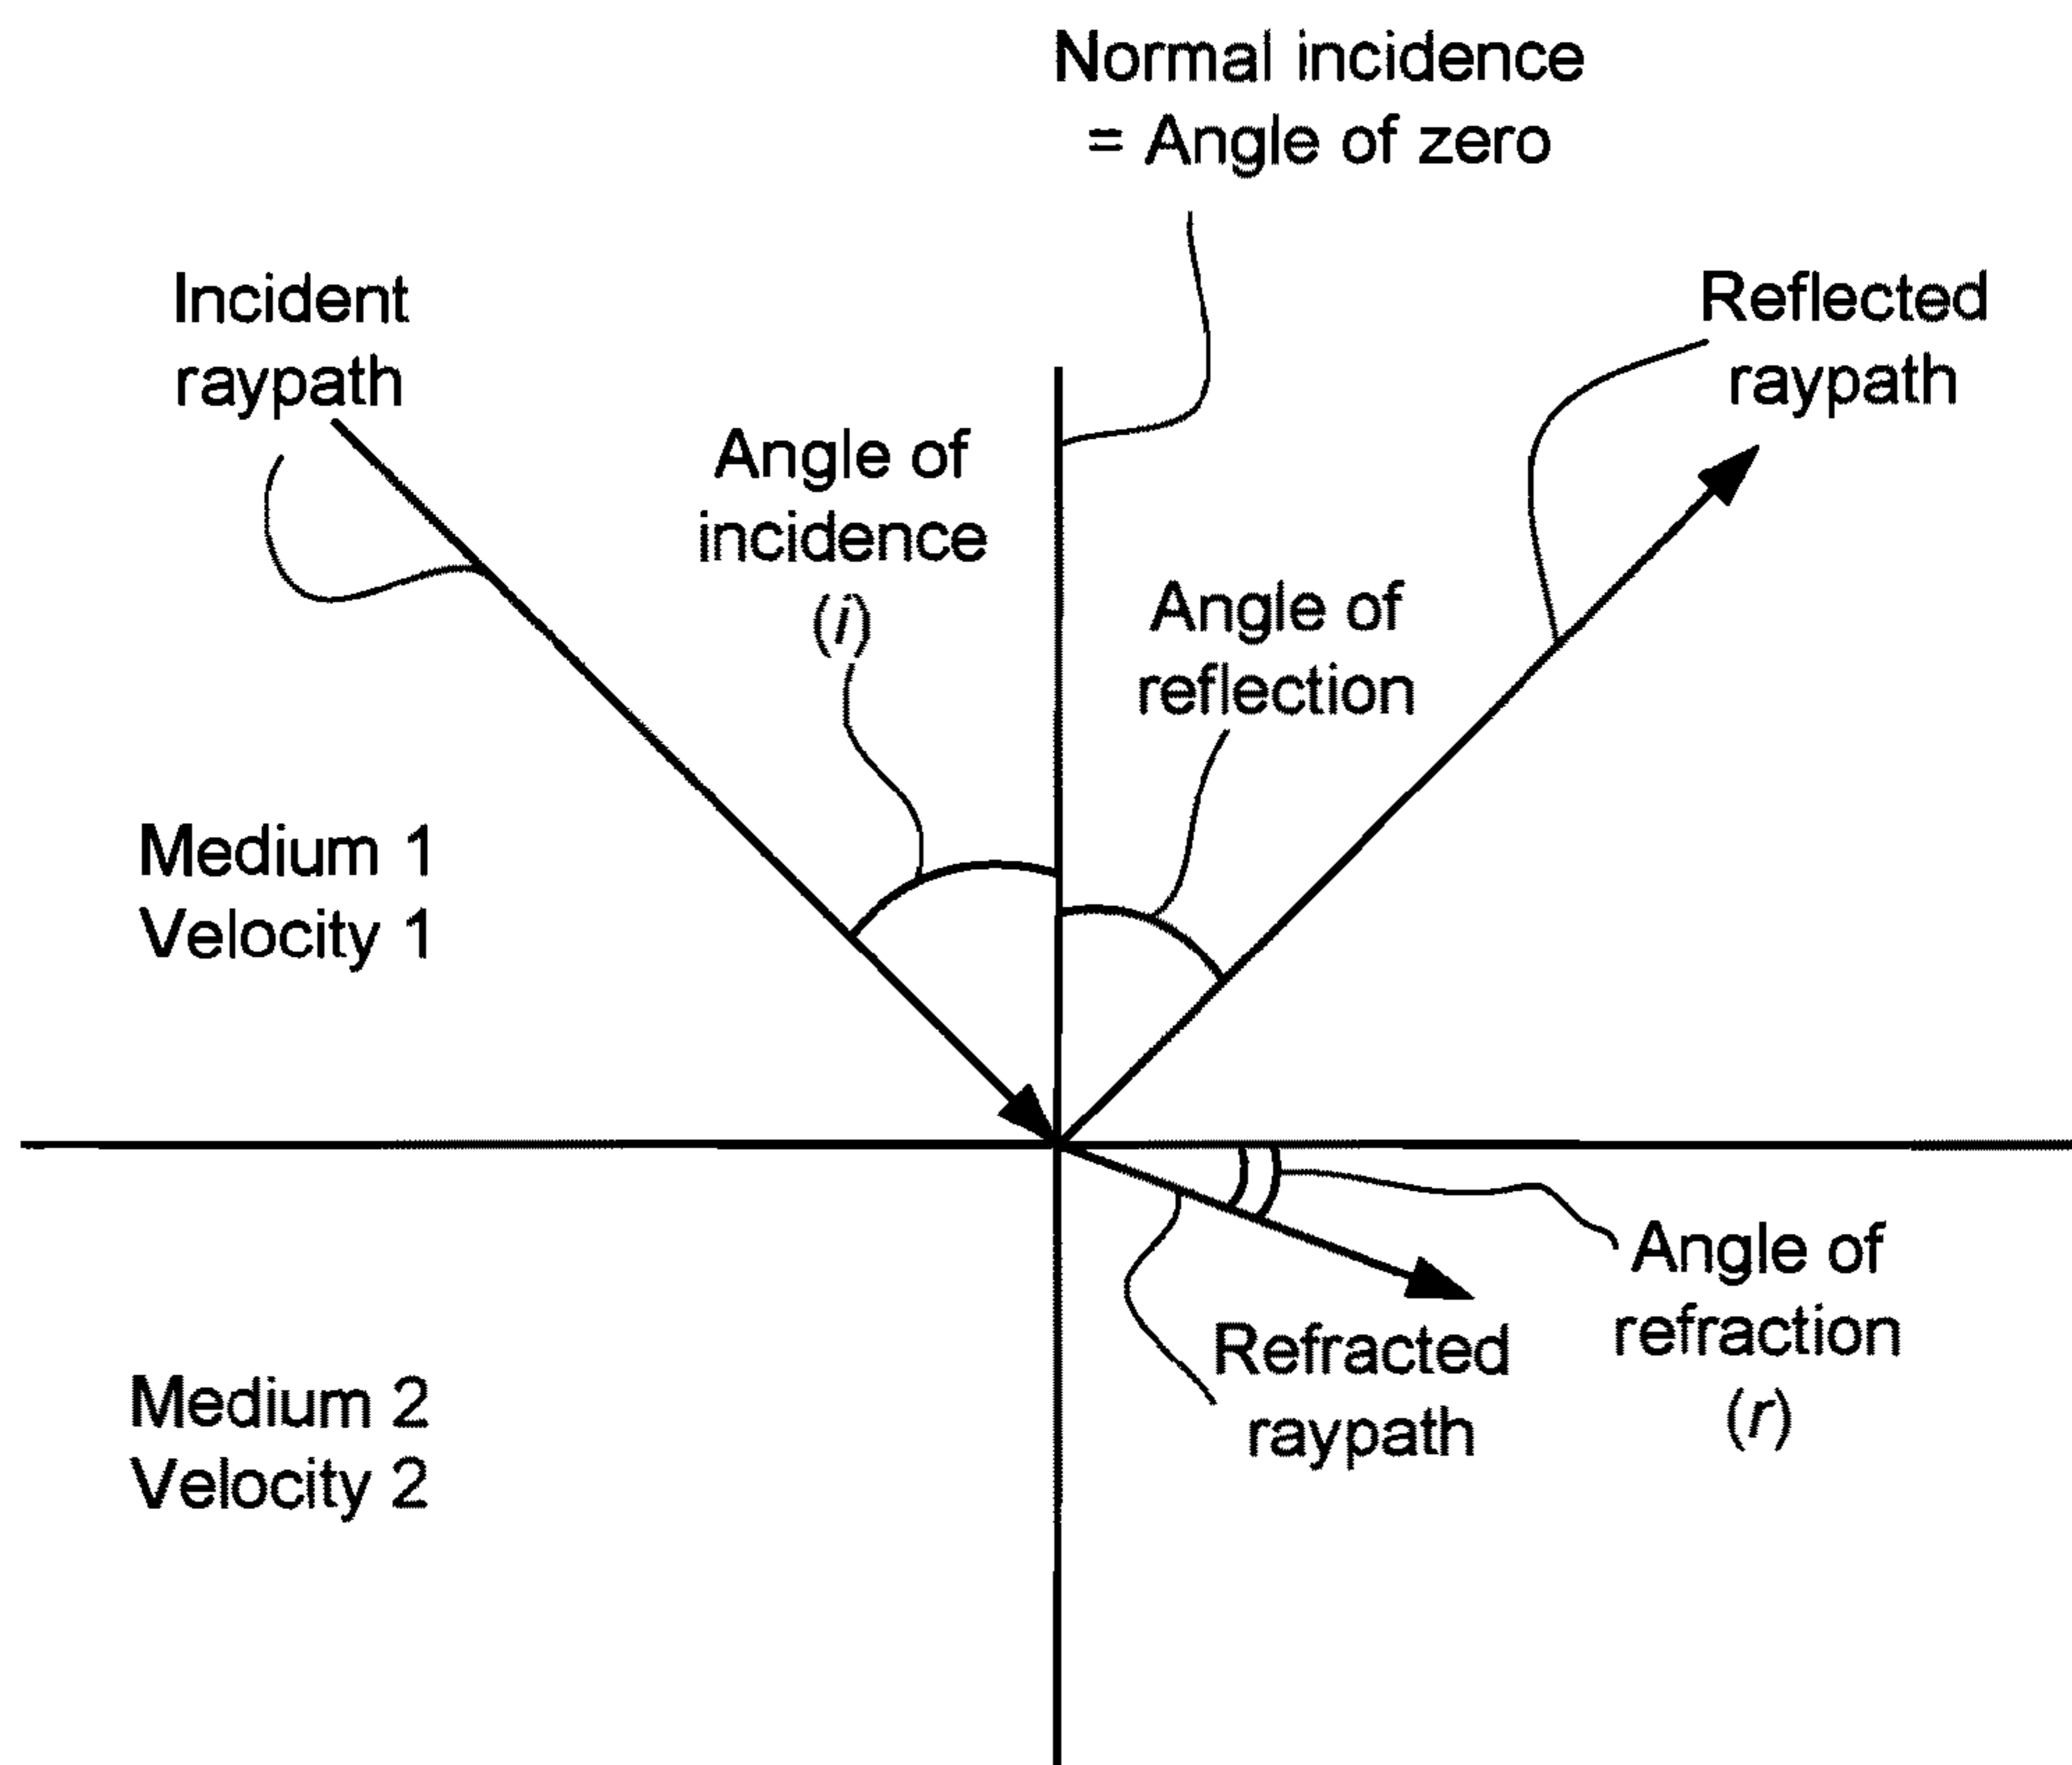 Normal incidence
= Angle of zero
Incident
raypath
Reflected
raypath
Angle of
incidence
(i)
Angle of
reflection
Medium 1
Velocity 1
Angle of
refraction
(r)
Refracted
raypath
Medium 2
Velocity 2